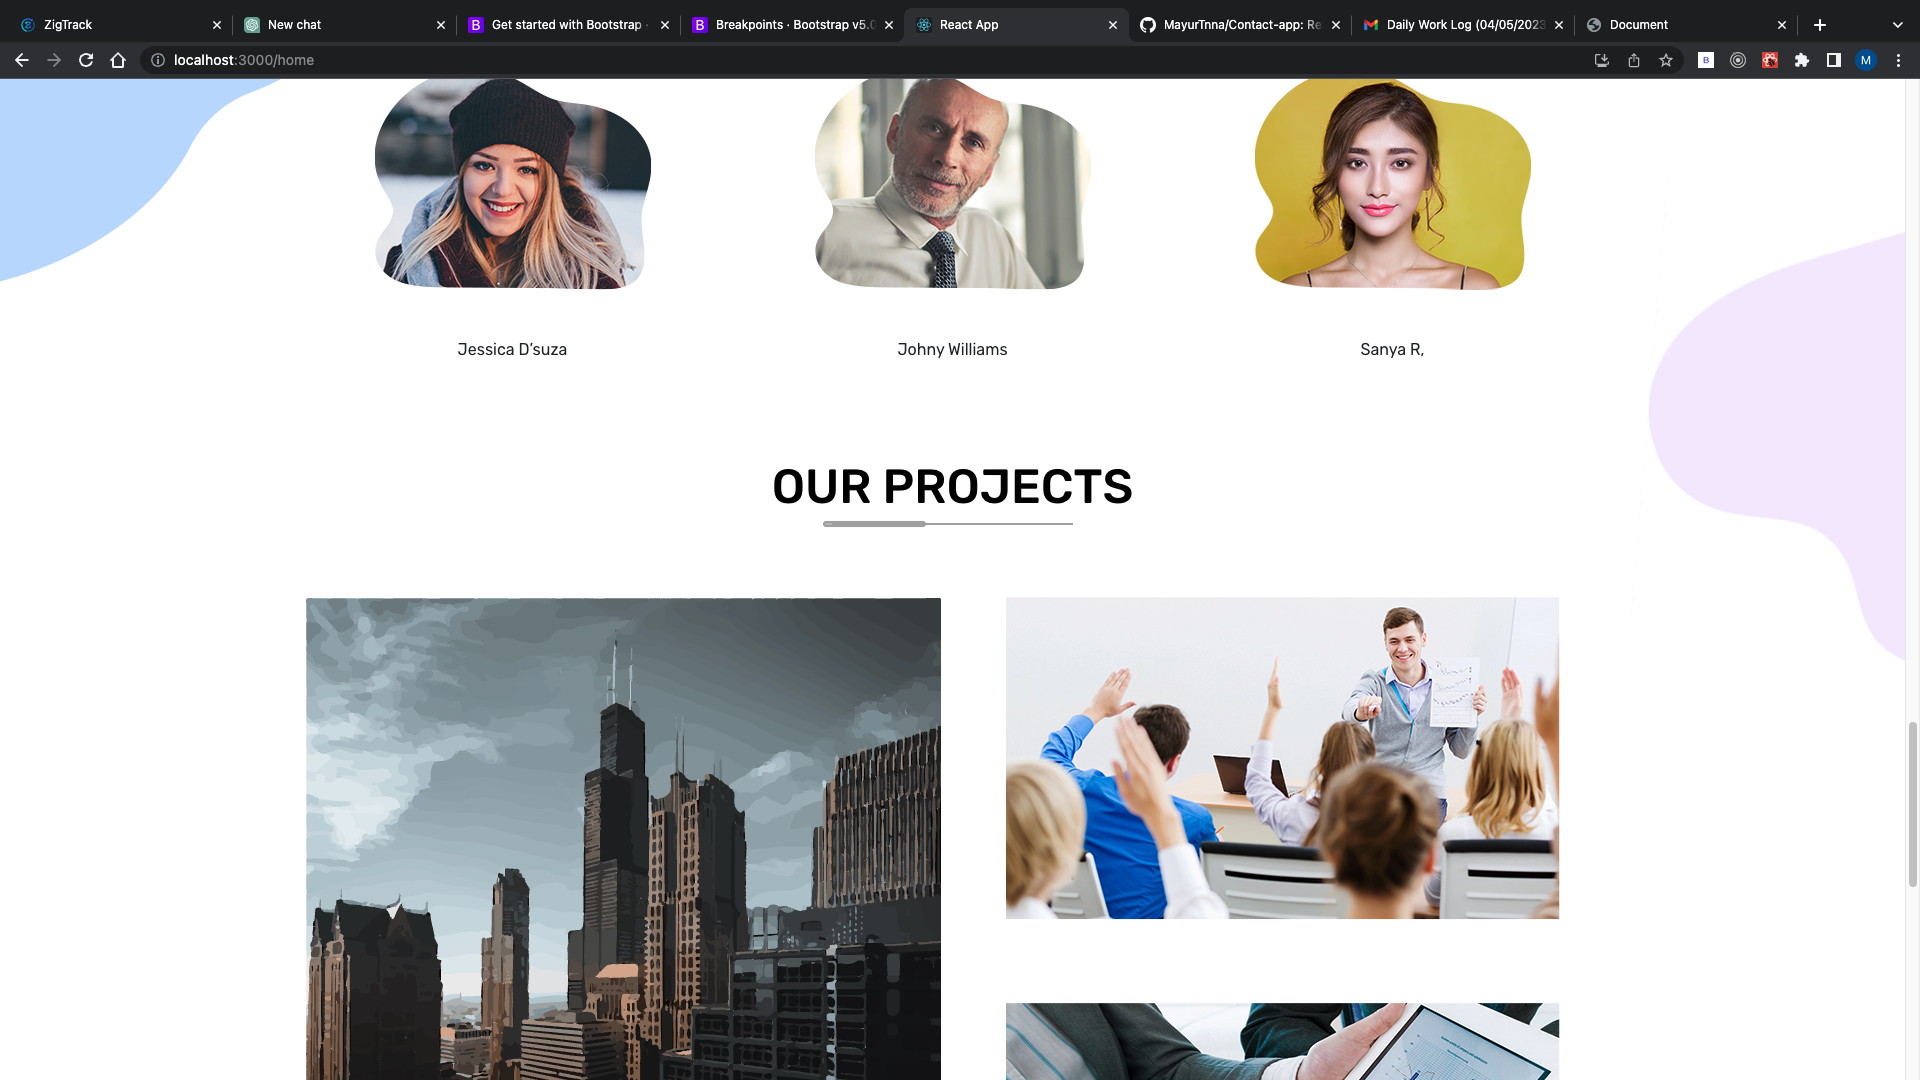 ZigTrack
New chat
Get started with Bootstrap ·
Breakpoints · Bootstrap v5.0
React App
MayurTnna/Contact-app: Re
Daily Work Log (04/05/2023
Document
localhost:3000/home
B
M
Jessica D'suza
Johny Williams
Sanya R,
OUR PROJECTS